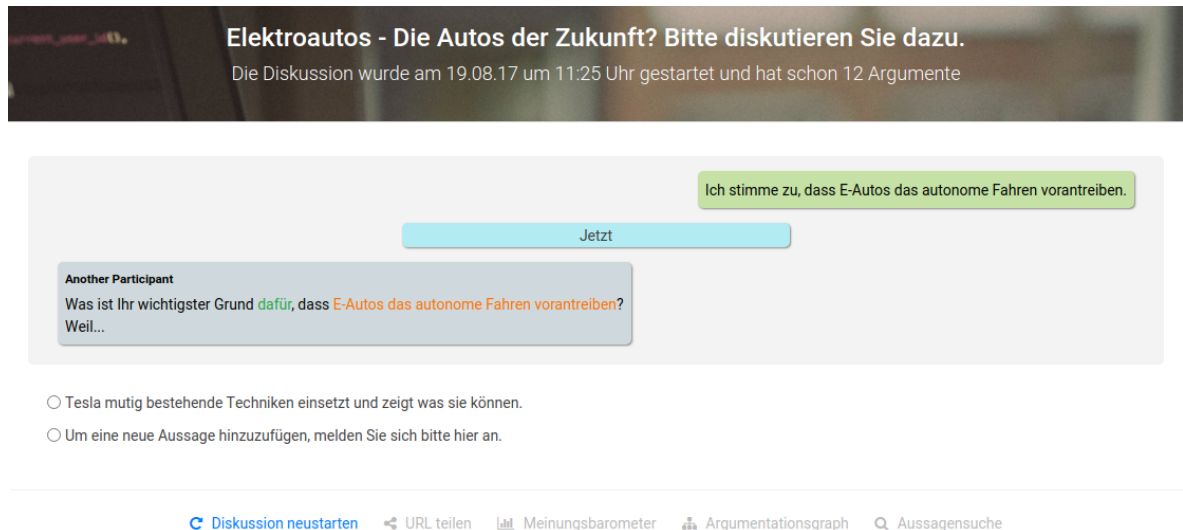 Elektroautos - Die Autos der Zukunft? Bitte diskutieren Sie dazu.
Die Diskussion wurde am 19.08.17 um 11:25 Uhr gestartet und hat schon 12 Argumente
Ich stimme zu, dass E-Autos das autonome Fahren vorantreiben.
Jetzt
Another Participant
Was ist Ihr wichtigster Grund dafür, dass E-Autos das autonome Fahren vorantreiben?
Weil...
Tesla mutig bestehende Techniken einsetzt und zeigt was sie können.
Um eine neue Aussage hinzuzufügen, melden Sie sich bitte hier an.
Diskussion neustarten URL teilen Meinungsbarometer Argumentationsgraph Aussagensuche